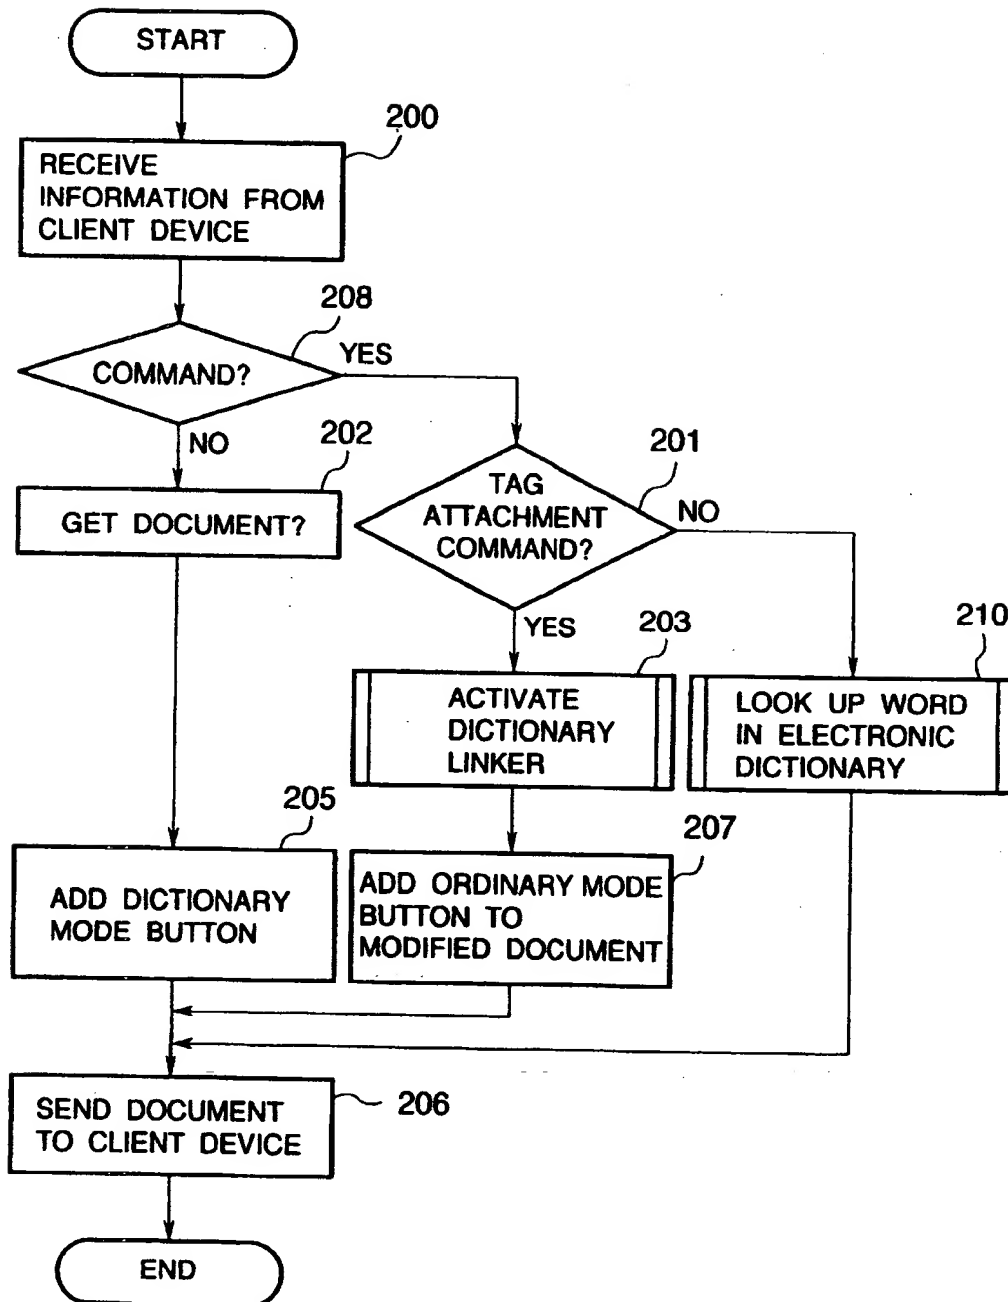 START
200
RECEIVE
INFORMATION FROM
CLIENT DEVICE
208
COMMAND?
YES
NO
202
GET DOCUMENT?
201
TAG
ATTACHMENT
COMMAND?
NO
YES
203
ACTIVATE
DICTIONARY
LINKER
210
LOOK UP WORD
IN ELECTRONIC
DICTIONARY
205
ADD DICTIONARY
MODE BUTTON
207
ADD ORDINARY MODE
BUTTON TO
MODIFIED DOCUMENT
SEND DOCUMENT
TO CLIENT DEVICE
206
END